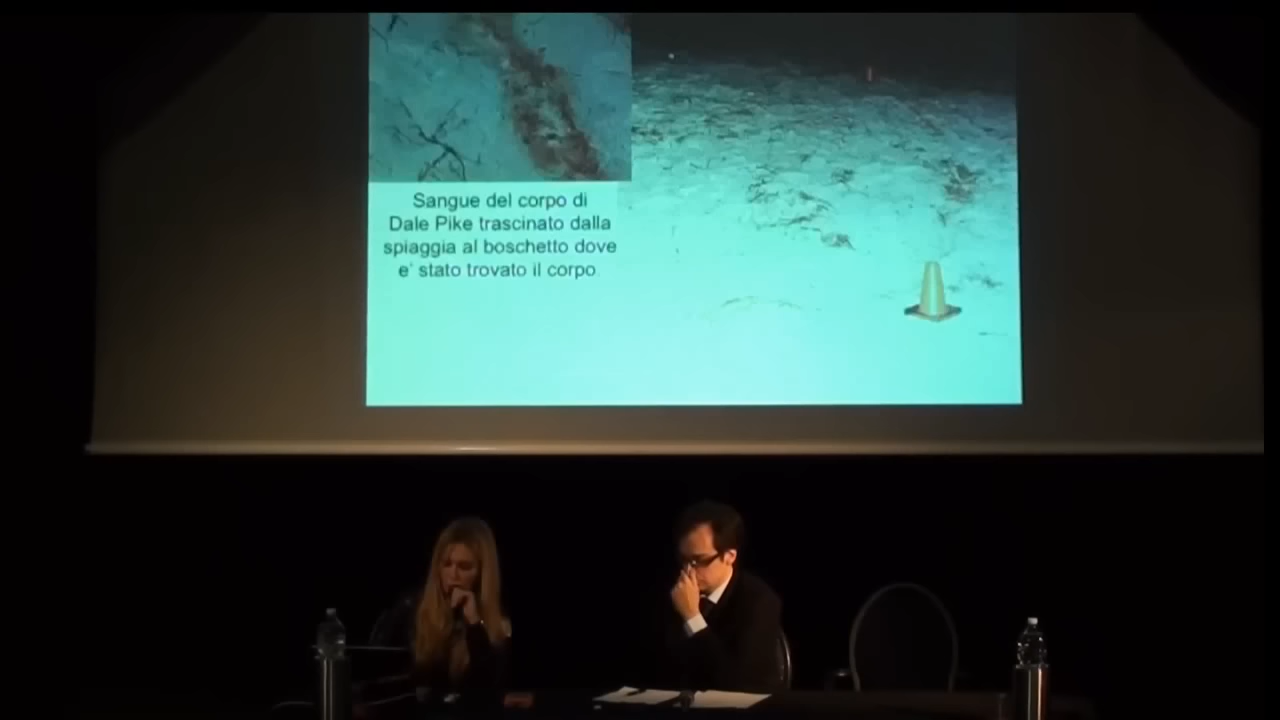 Sangue del corpo di
Dale Pike trascinato dalla
spiaggia al boschetto dove
e' stato trovato il corpo.